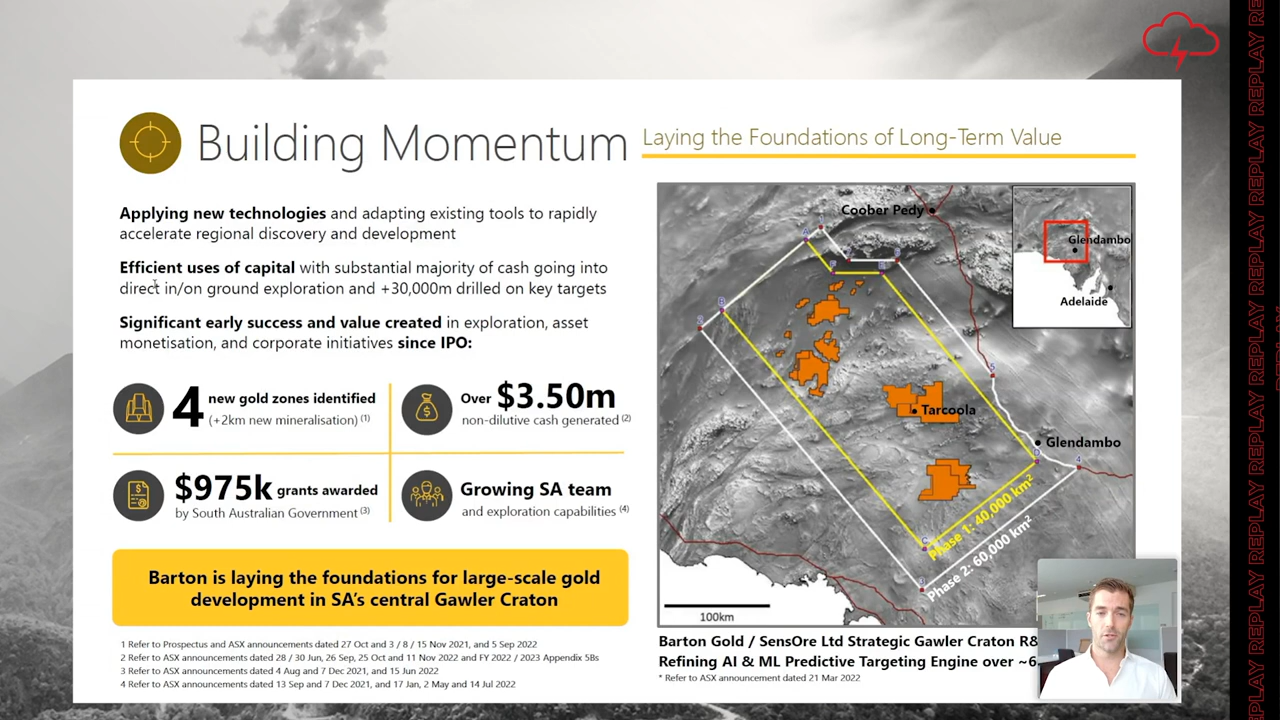 Building Momentum
Laying the Foundations of Long-Term Value
Applying new technologies and adapting existing tools to rapidly
accelerate regional discovery and development
Efficient uses of capital with substantial majority of cash going into
direct in/on ground exploration and +30,000m drilled on key targets
Significant early success and value created in exploration, asset
monetisation, and corporate initiatives since IPO:
4 new gold zones identified
(+2km new mineralisation) (1)
Over $3.50m
non-dilutive cash generated (2)
$975k grants awarded
by South Australian Government (3)
Growing SA team
and exploration capabilities (4)
Barton is laying the foundations for large-scale gold
development in SA's central Gawler Craton
1 Refer to Prospectus and ASX announcements dated 27 Oct and 3 / 8 / 15 Nov 2021, and 5 Sep 2022
2 Refer to ASX announcements dated 28 / 30 Jun, 26 Sep, 25 Oct and 11 Nov 2022 and FY 2022 / 2023 Appendix 5Bs
3 Refer to ASX announcements dated 4 Aug and 7 Dec 2021, and 15 Jun 2022
4 Refer to ASX announcements dated 13 Sep and 7 Dec 2021, and 17 Jan, 2 May and 14 Jul 2022
Coober Pedy
Glendambo
Adelaide
Tarcoola
Glendambo
Phase 1: 40,000 km²
Phase 2: 60,000 km²
100km
Barton Gold / SensOre Ltd Strategic Gawler Craton R&
Refining AI & ML Predictive Targeting Engine over ~6
* Refer to ASX announcement dated 21 Mar 2022
REPLAY REPLAY REPLAY REPLAY REPLAY REPLAY REPLAY REPLAY